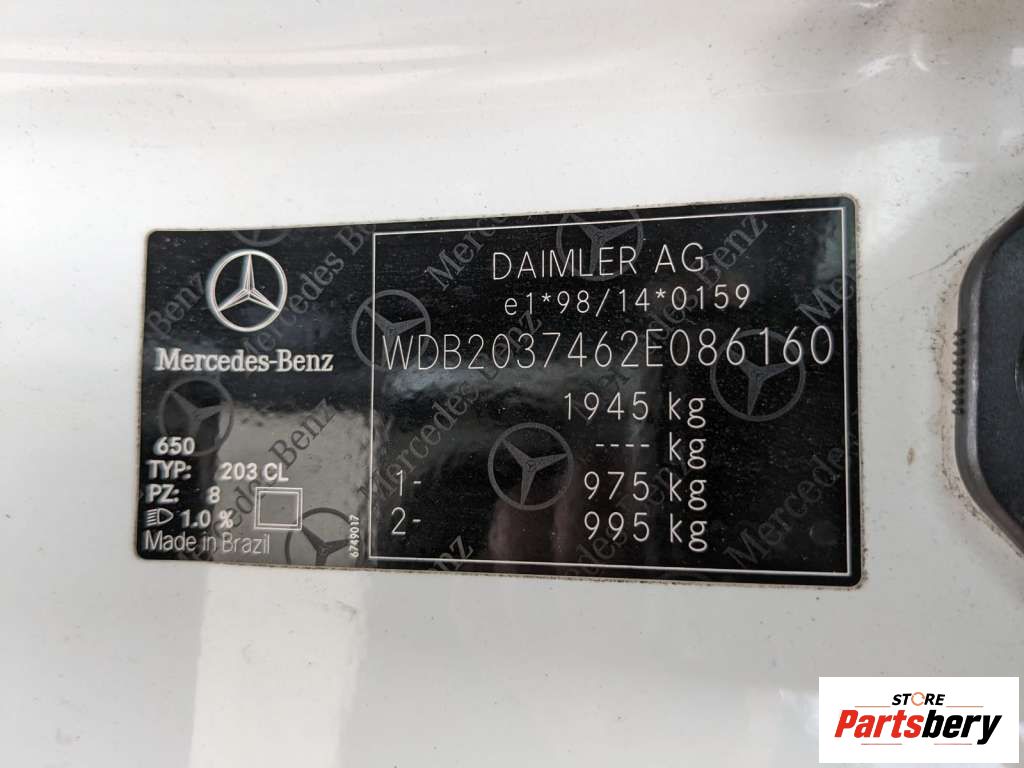 Mercedes-Benz
650
TYP: 203 CL
PZ: 8
1.0 %
Made in Brazil
6749017
DAIMLER AG
e1*98/14*0159
WDB2037462E086160
1945 kg
---- kg
1- 975 kg
2- 995 kg
STORE
Partsbery